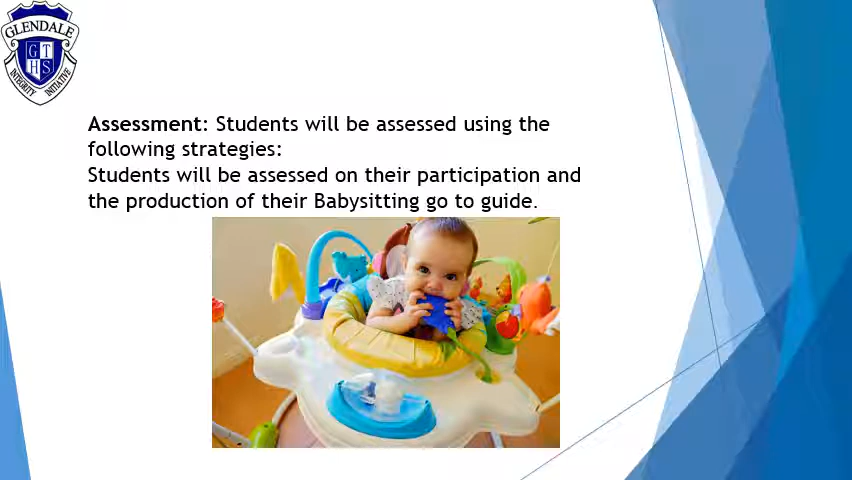 GLENDALE
G T
H S
INTEGRITY INITIATIVE
Assessment: Students will be assessed using the
following strategies:
Students will be assessed on their participation and
the production of their Babysitting go to guide.